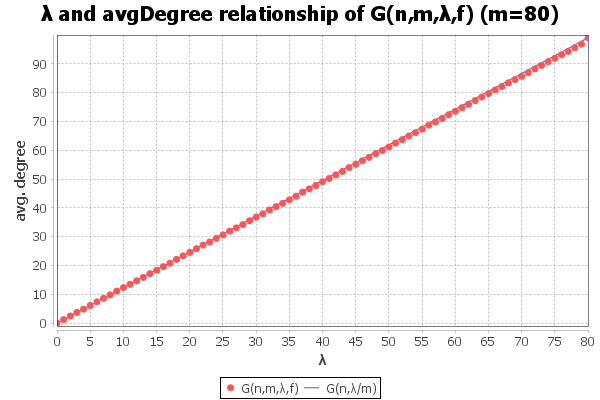 λ and avgDegree relationship of G(n,m,λ,f) (m=80)
avg. degree
90
80
70
60
50
40
30
20
10
0
0 5 10 15 20 25 30 35 40 45 50 55 60 65 70 75 80
λ
G(n,m,λ,f) G(n,λ/m)